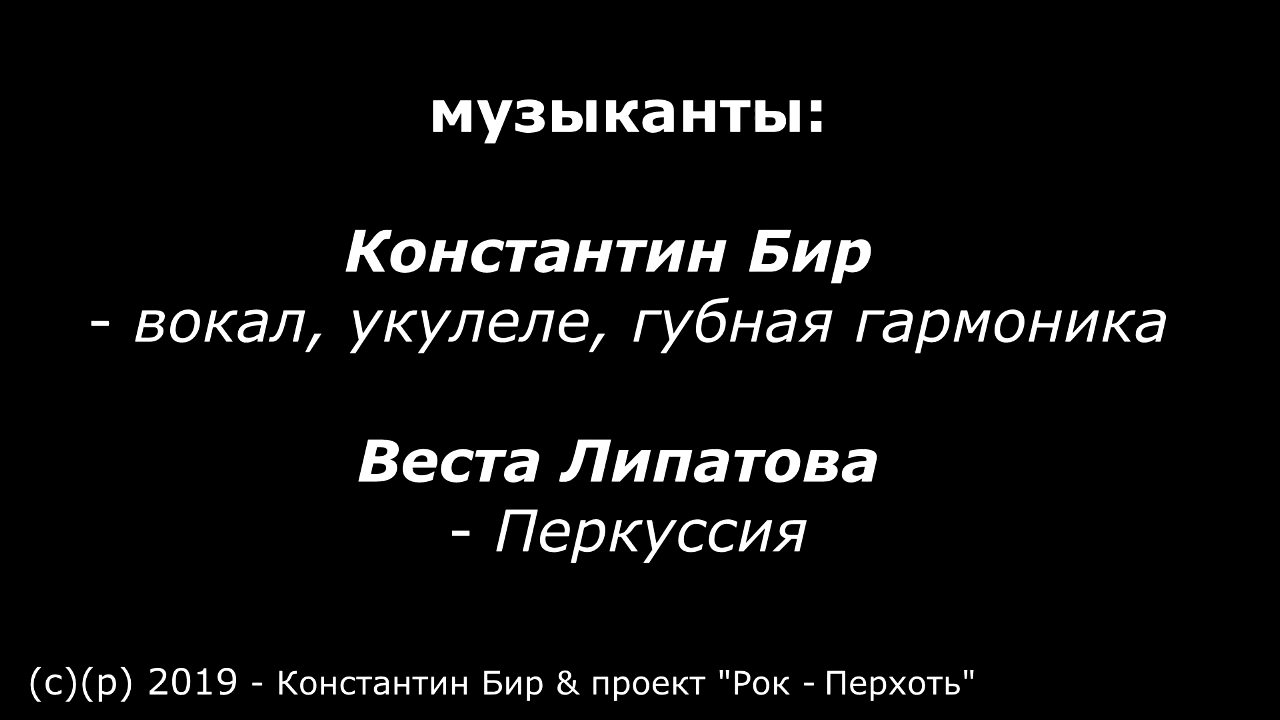 музыканты:
Константин Бир
- вокал, укулеле, губная гармоника
Веста Липатова
- Перкуссия
(c)(p) 2019 - Константин Бир & проект "Рок - Перхоть"